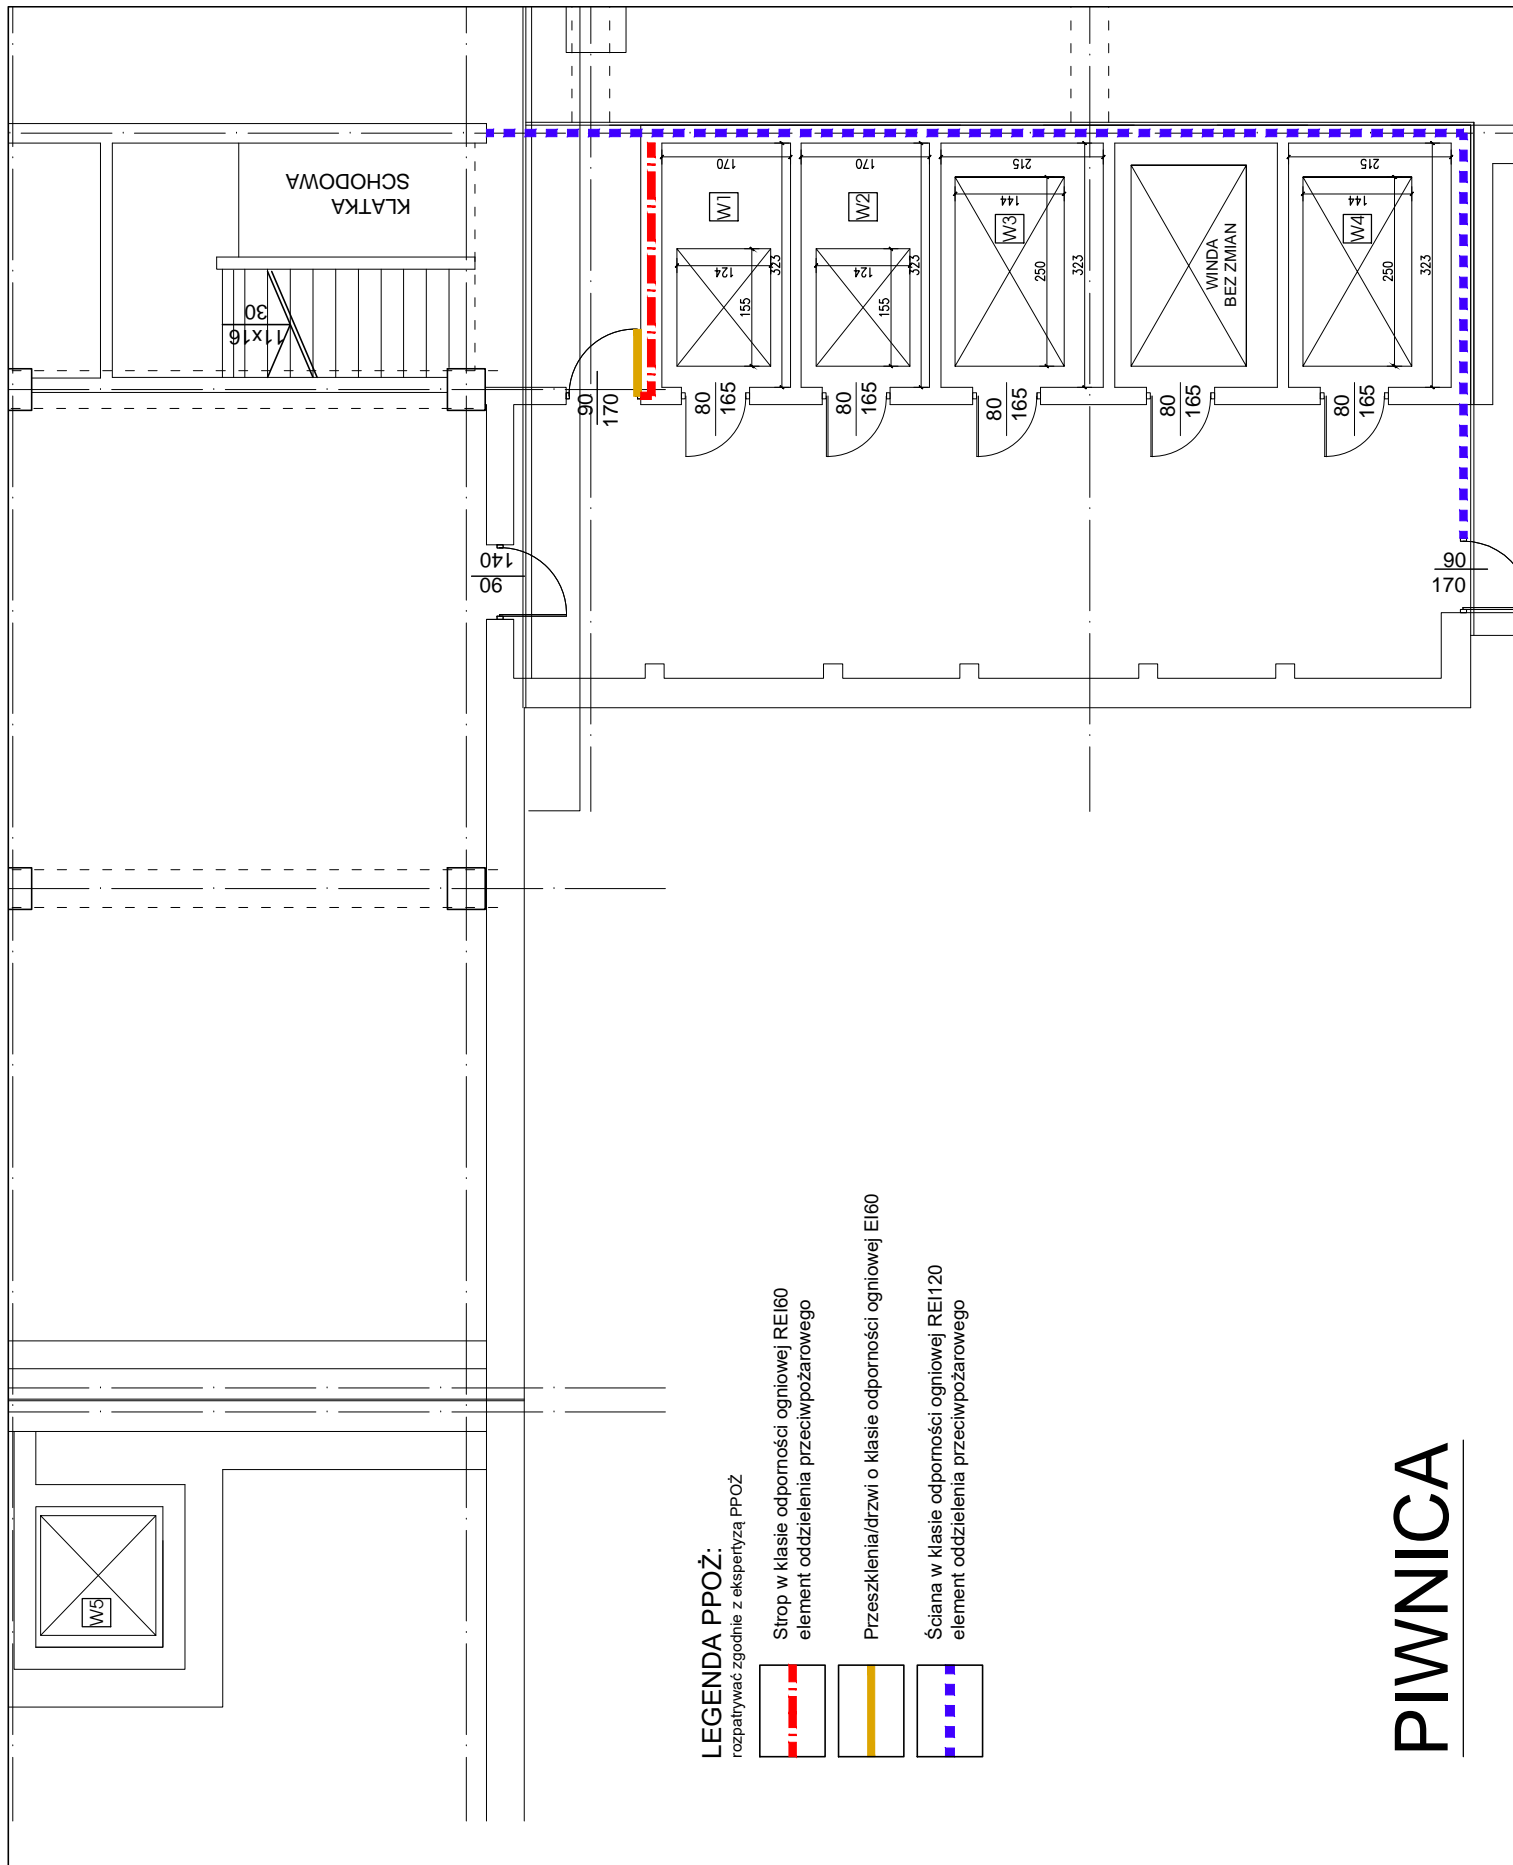 KLATKA
SCHODOWA
11x16
30
90
140
90
170
170
W1
124
155
323
80
165
170
W2
124
155
323
80
165
215
144
W3
250
323
80
165
WINDA
BEZ ZMIAN
80
165
215
144
W4
250
323
80
165
90
170
W5
LEGENDA PPOŻ:
rozpatrywać zgodnie z ekspertyzą PPOŻ
Strop w klasie odporności ogniowej REI60
element oddzielenia przeciwpożarowego
Przeszklenia/drzwi o klasie odporności ogniowej EI60
Ściana w klasie odporności ogniowej REI120
element oddzielenia przeciwpożarowego
PIWNICA